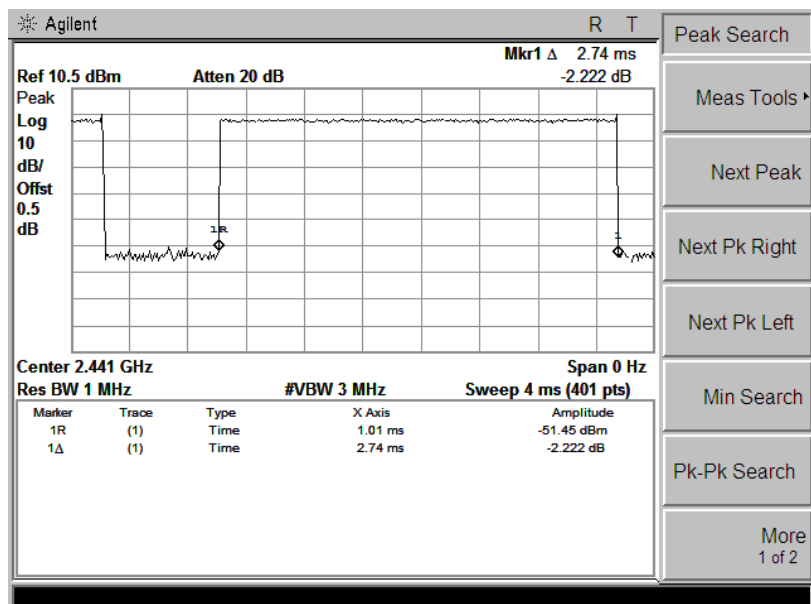 Agilent R T
Mkr1 Δ 2.74 ms
Ref 10.5 dBm Atten 20 dB -2.222 dB
Peak
Log
10
dB/
Offst
0.5
dB
1R
1
Center 2.441 GHz Span 0 Hz
Res BW 1 MHz #VBW 3 MHz Sweep 4 ms (401 pts)
Marker Trace Type X Axis Amplitude
1R (1) Time 1.01 ms -51.45 dBm
1Δ (1) Time 2.74 ms -2.222 dB
Peak Search
Meas Tools
Next Peak
Next Pk Right
Next Pk Left
Min Search
Pk-Pk Search
More
1 of 2